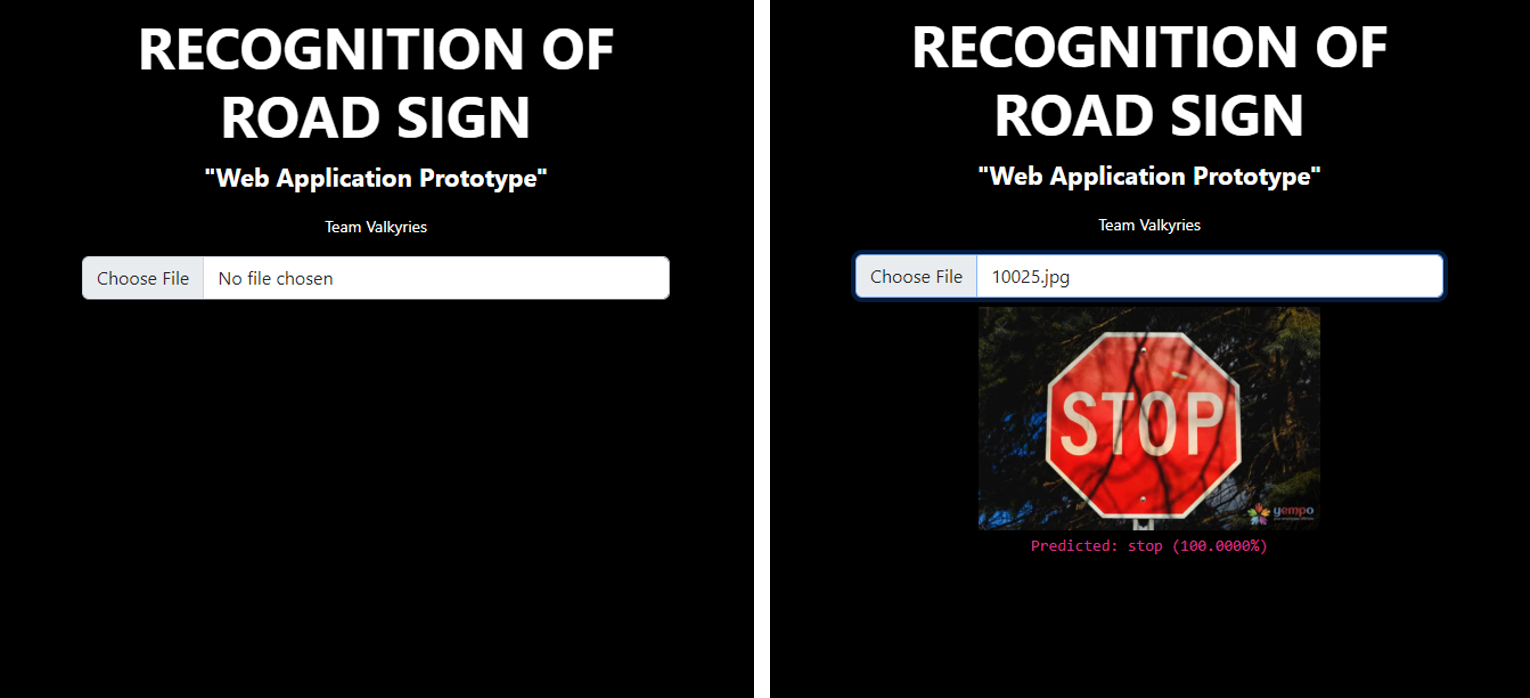 RECOGNITION OF
ROAD SIGN
"Web Application Prototype"
Team Valkyries
Choose File
No file chosen
RECOGNITION OF
ROAD SIGN
"Web Application Prototype"
Team Valkyries
Choose File
10025.jpg
STOP
yempo
Predicted: stop (100.0000%)